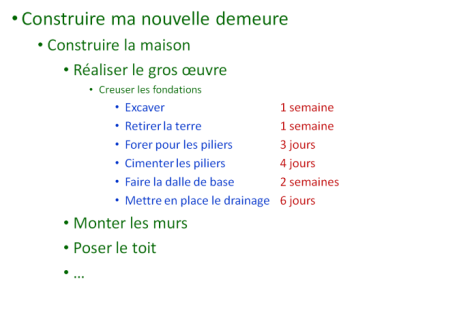 • Construire ma nouvelle demeure
• Construire la maison
• Réaliser le gros œuvre
• Creuser les fondations
• Excaver 1 semaine
• Retirer la terre 1 semaine
• Forer pour les piliers 3 jours
• Cimenter les piliers 4 jours
• Faire la dalle de base 2 semaines
• Mettre en place le drainage 6 jours
• Monter les murs
• Poser le toit
• ...